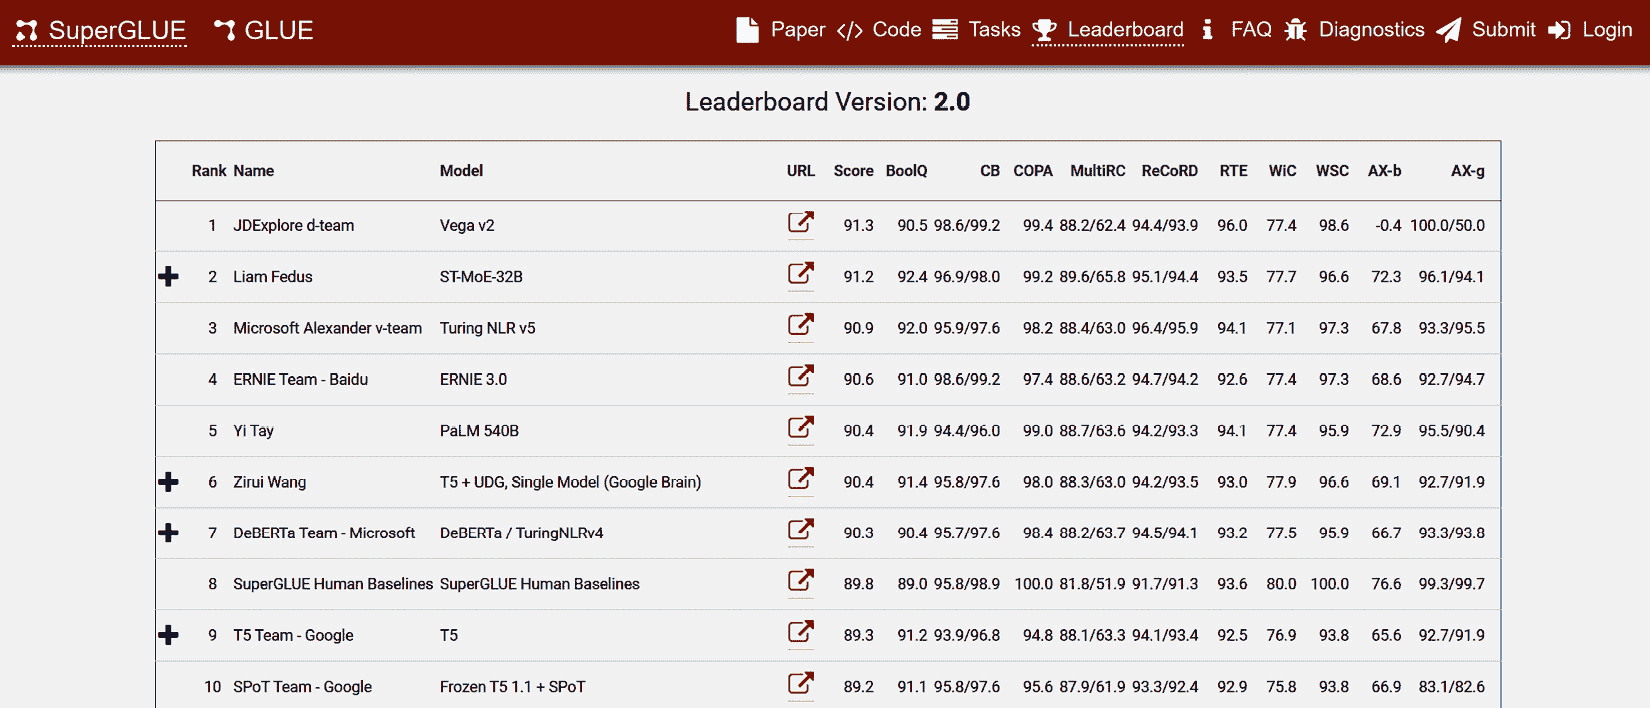 SuperGLUE GLUE Paper </> Code Tasks Leaderboard FAQ Diagnostics Submit Login
Leaderboard Version: 2.0
Rank Name Model URL Score BoolQ CB COPA MultiRC ReCoRD RTE WiC WSC AX-b AX-g
1 JDExplore d-team Vega v2 91.3 90.5 98.6/99.2 99.4 88.2/62.4 94.4/93.9 96.0 77.4 98.6 -0.4 100.0/50.0
2 Liam Fedus ST-MoE-32B 91.2 92.4 96.9/98.0 99.2 89.6/65.8 95.1/94.4 93.5 77.7 96.6 72.3 96.1/94.1
3 Microsoft Alexander v-team Turing NLR v5 90.9 92.0 95.9/97.6 98.2 88.4/63.0 96.4/95.9 94.1 77.1 97.3 67.8 93.3/95.5
4 ERNIE Team - Baidu ERNIE 3.0 90.6 91.0 98.6/99.2 97.4 88.6/63.2 94.7/94.2 92.6 77.4 97.3 68.6 92.7/94.7
5 Yi Tay PaLM 540B 90.4 91.9 94.4/96.0 99.0 88.7/63.6 94.2/93.3 94.1 77.4 95.9 72.9 95.5/90.4
6 Zirui Wang T5 + UDG, Single Model (Google Brain) 90.4 91.4 95.8/97.6 98.0 88.3/63.0 94.2/93.5 93.0 77.9 96.6 69.1 92.7/91.9
7 DeBERTa Team - Microsoft DeBERTa / TuringNLRv4 90.3 90.4 95.7/97.6 98.4 88.2/63.7 94.5/94.1 93.2 77.5 95.9 66.7 93.3/93.8
8 SuperGLUE Human Baselines SuperGLUE Human Baselines 89.8 89.0 95.8/98.9 100.0 81.8/51.9 91.7/91.3 93.6 80.0 100.0 76.6 99.3/99.7
9 T5 Team - Google T5 89.3 91.2 93.9/96.8 94.8 88.1/63.3 94.1/93.4 92.5 76.9 93.8 65.6 92.7/91.9
10 SPoT Team - Google Frozen T5 1.1 + SPoT 89.2 91.1 95.8/97.6 95.6 87.9/61.9 93.3/92.4 92.9 75.8 93.8 66.9 83.1/82.6